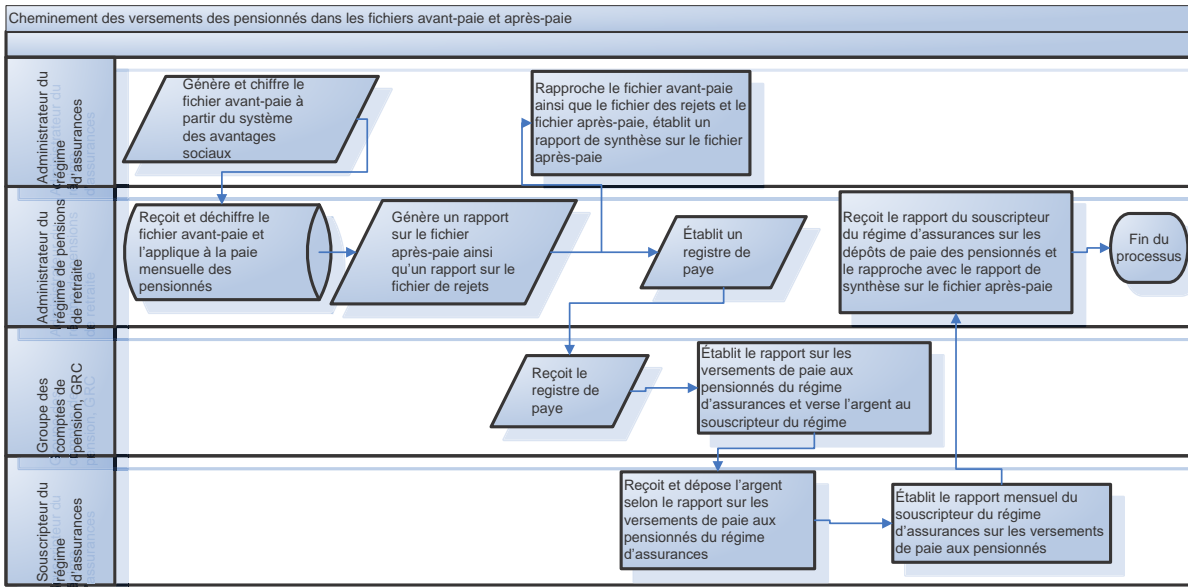 Cheminement des versements des pensionnés dans les fichiers avant-paie et après-paie
Administrateur du
régime
d'assurances
Génère et chiffre le
fichier avant-paie à
partir du système
des avantages
sociaux
Rapproche le fichier avant-paie
ainsi que le fichier des rejets et le
fichier après-paie, établit un
rapport de synthèse sur le fichier
après-paie
Administrateur du
régime de pensions
de retraite
Reçoit et déchiffre le
fichier avant-paie et
l'applique à la paie
mensuelle des
pensionnés
Génère un rapport
sur le fichier
après-paie ainsi
qu'un rapport sur le
fichier de rejets
Établit un
registre de
paye
Reçoit le rapport du souscripteur
du régime d'assurances sur les
dépôts de paie des pensionnés et
le rapproche avec le rapport de
synthèse sur le fichier après-paie
Fin du
processus
Groupe des
comptes de
pension, GRC
Reçoit le
registre de
paye
Établit le rapport sur les
versements de paie aux
pensionnés du régime
d'assurances et verse l'argent au
souscripteur du régime
Souscripteur du
régime
d'assurances
Reçoit et dépose l'argent
selon le rapport sur les
versements de paie aux
pensionnés du régime
d'assurances
Établit le rapport mensuel du
souscripteur du régime
d'assurances sur les versements
de paie aux pensionnés